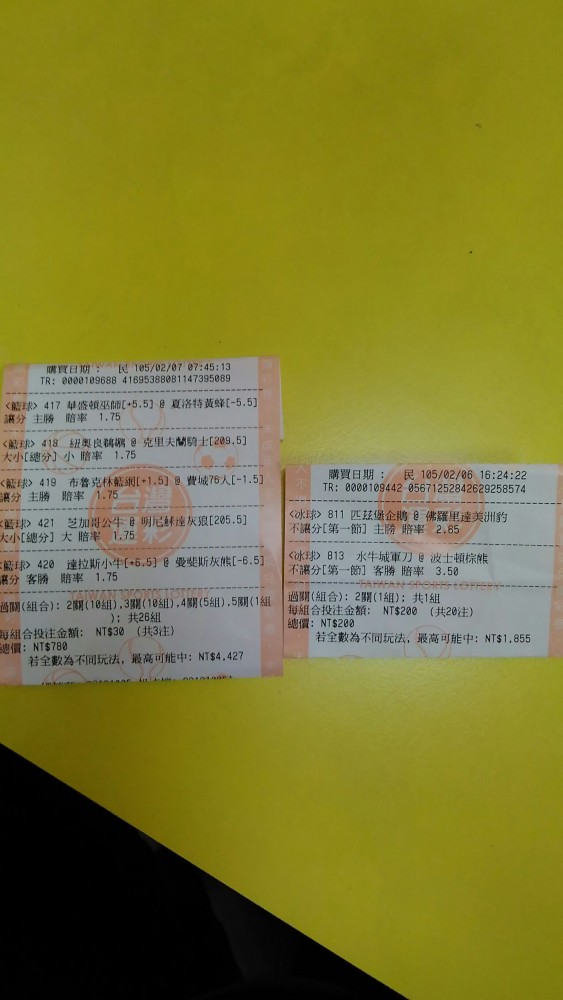 購買日期： 民 105/02/07 07:45:13
TR: 0000109688 41695388081147395089
<籃球> 417 華盛頓巫師[+5.5] @ 夏洛特黃蜂[-5.5]
讓分 主勝 賠率 1.75
<籃球> 418 紐奧良鵜鶘 @ 克里夫蘭騎士[209.5]
大小[總分] 小 賠率 1.75
<籃球> 419 布魯克林籃網[+1.5] @ 費城76人[-1.5]
讓分 主勝 賠率 1.75
<籃球> 421 芝加哥公牛 @ 明尼蘇達灰狼[205.5]
大小[總分] 大 賠率 1.75
<籃球> 420 達拉斯小牛[+6.5] @ 曼斐斯灰熊[-6.5]
讓分 客勝 賠率 1.75
台灣
彩
TAIWAN SPORTS LOTTERY
過關(組合): 2關(10組),3關(10組),4關(5組),5關(1組
); 共26組
每組合投注金額: NT$30 (共3注)
總價: NT$780
若全數為不同玩法, 最高可能中: NT$4,427
購買日期： 民 105/02/06 16:24:22
TR: 0000109442 05671252842629258574
<冰球> 811 匹茲堡企鵝 @ 佛羅里達美洲豹
不讓分[第一節] 主勝 賠率 2.65
<冰球> 813 水牛城軍刀 @ 波士頓棕熊
不讓分[第一節] 客勝 賠率 3.50
TAIWAN SPORTS LOTTERY
過關(組合): 2關(1組); 共1組
每組合投注金額: NT$200 (共20注)
總價: NT$200
若全數為不同玩法, 最高可能中: NT$1,855